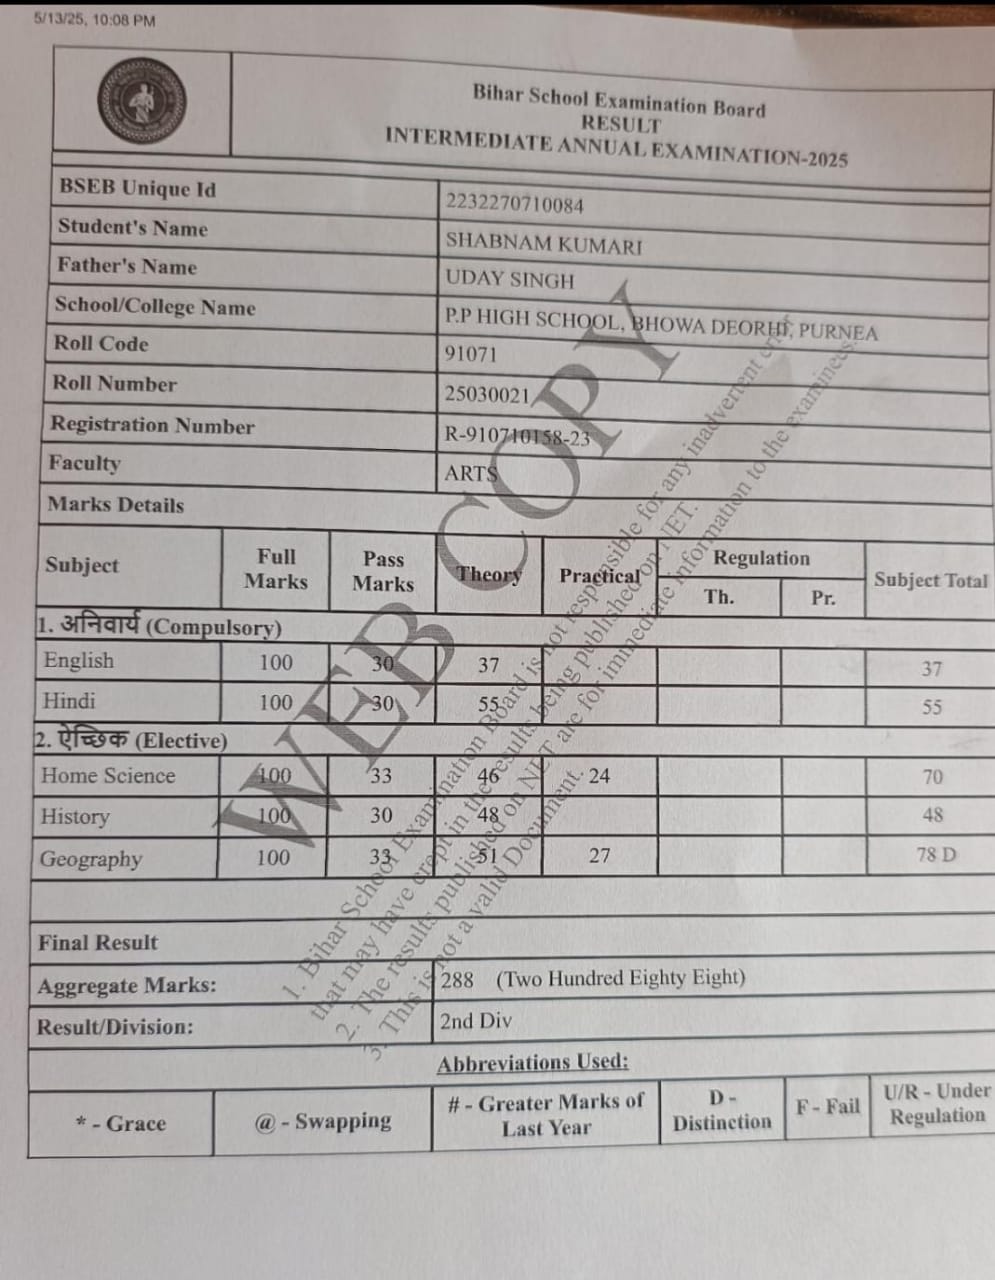 5/13/25, 10:08 PM
Bihar School Examination Board
RESULT
INTERMEDIATE ANNUAL EXAMINATION-2025
BSEB Unique Id 2232270710084
Student's Name SHABNAM KUMARI
Father's Name UDAY SINGH
School/College Name P.P HIGH SCHOOL, BHOWA DEORHI, PURNEA
Roll Code 91071
Roll Number 25030021
Registration Number R-910710158-23
Faculty ARTS
Marks Details
Subject Full Marks Pass Marks Theory Practical Regulation Th. Pr. Subject Total
1. अनिवार्य (Compulsory)
English 100 30 37 37
Hindi 100 30 55 55
2. ऐच्छिक (Elective)
Home Science 100 33 46 24 70
History 100 30 48 48
Geography 100 33 51 27 78 D
Final Result
Aggregate Marks: 288 (Two Hundred Eighty Eight)
Result/Division: 2nd Div
Abbreviations Used:
* - Grace @ - Swapping # - Greater Marks of Last Year D - Distinction F - Fail U/R - Under Regulation
WEB COPY
1. Bihar School Examination Board is not responsible for any inadvertent
that may have crept in the results being published on NET.
2. The results published on NET are for immediate information to the examinees.
3. This is not a valid Document.